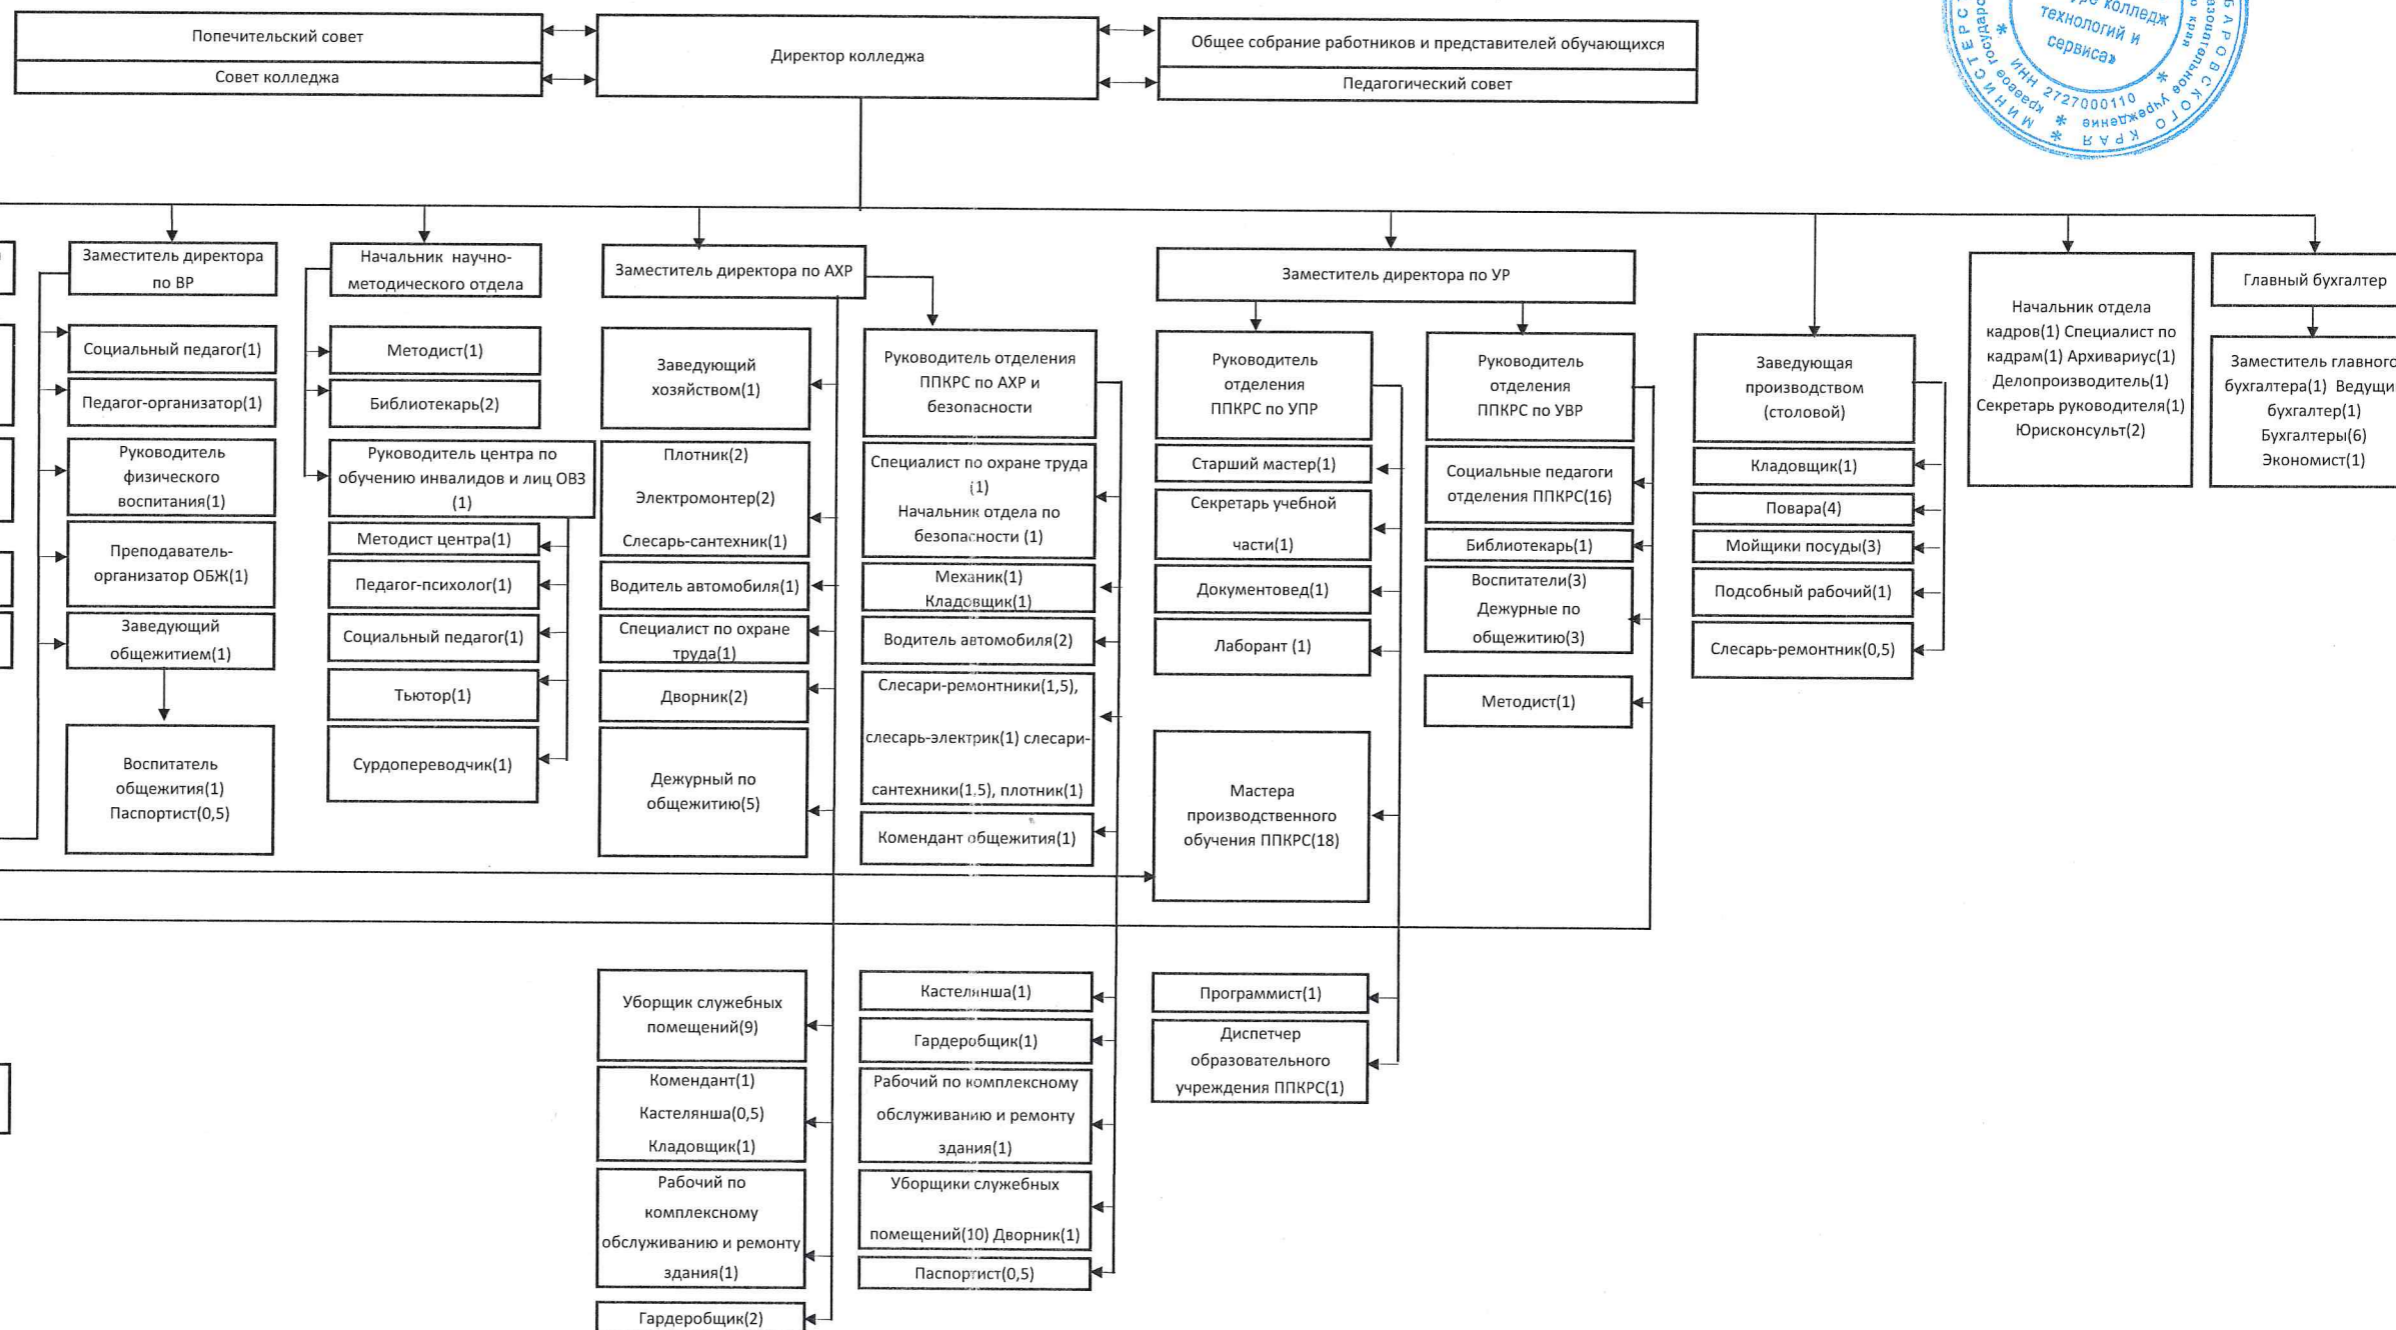 Попечительский совет
Совет колледжа
Директор колледжа
Общее собрание работников и представителей обучающихся
Педагогический совет
колледж
технологий и
сервиса»
ИНН 2727000110
краевое
учреждение
КРАЯ
Заместитель директора
по ВР
Социальный педагог(1)
Педагог-организатор(1)
Руководитель
физического
воспитания(1)
Преподаватель-
организатор ОБЖ(1)
Заведующий
общежитием(1)
Воспитатель
общежития(1)
Паспортист(0,5)
Начальник научно-
методического отдела
Методист(1)
Библиотекарь(2)
Руководитель центра по
обучению инвалидов и лиц ОВЗ
(1)
Методист центра(1)
Педагог-психолог(1)
Социальный педагог(1)
Тьютор(1)
Сурдопереводчик(1)
Заместитель директора по АХР
Заведующий
хозяйством(1)
Плотник(2)
Электромонтер(2)
Слесарь-сантехник(1)
Водитель автомобиля(1)
Специалист по охране
труда(1)
Дворник(2)
Дежурный по
общежитию(5)
Уборщик служебных
помещений(9)
Комендант(1)
Кастелянша(0,5)
Кладовщик(1)
Рабочий по
комплексному
обслуживанию и ремонту
здания(1)
Гардеробщик(2)
Руководитель отделения
ППКРС по АХР и
безопасности
Специалист по охране труда
(1)
Начальник отдела по
безопасности (1)
Механик(1)
Кладовщик(1)
Водитель автомобиля(2)
Слесари-ремонтники(1,5),
слесарь-электрик(1) слесари-
сантехники(1,5), плотник(1)
Комендант общежития(1)
Кастелянша(1)
Гардеробщик(1)
Рабочий по комплексному
обслуживанию и ремонту
здания(1)
Уборщики служебных
помещений(10) Дворник(1)
Паспортист(0,5)
Заместитель директора по УР
Руководитель
отделения
ППКРС по УПР
Старший мастер(1)
Секретарь учебной
части(1)
Документовед(1)
Лаборант (1)
Мастера
производственного
обучения ППКРС(18)
Программист(1)
Диспетчер
образовательного
учреждения ППКРС(1)
Руководитель
отделения
ППКРС по УВР
Социальные педагоги
отделения ППКРС(16)
Библиотекарь(1)
Воспитатели(3)
Дежурные по
общежитию(3)
Методист(1)
Заведующая
производством
(столовой)
Кладовщик(1)
Повара(4)
Мойщики посуды(3)
Подсобный рабочий(1)
Слесарь-ремонтник(0,5)
Начальник отдела
кадров(1) Специалист по
кадрам(1) Архивариус(1)
Делопроизводитель(1)
Секретарь руководителя(1)
Юрисконсульт(2)
Главный бухгалтер
Заместитель главного
бухгалтера(1) Ведущи
бухгалтер(1)
Бухгалтеры(6)
Экономист(1)